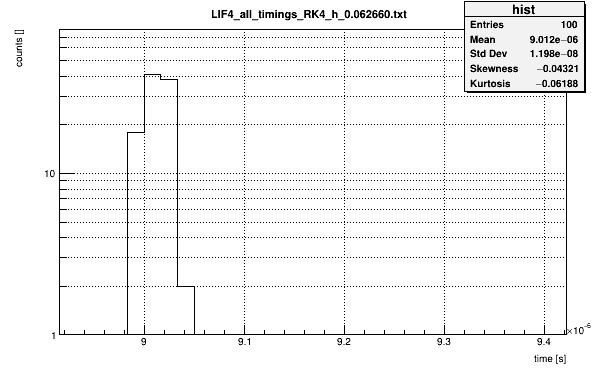 LIF4_all_timings_RK4_h_0.062660.txt
hist
Entries 100
Mean 9.012e−06
Std Dev 1.198e−08
Skewness −0.04321
Kurtosis −0.06188
counts []
10
1
9 9.1 9.2 9.3 9.4
×10⁻⁶
time [s]